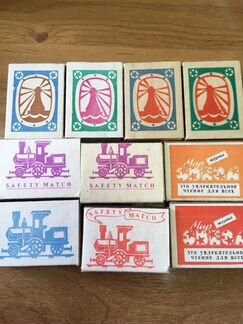 SAFETY MATCH
SAFETY MATCH
Мир
журнал
это увлекательное
чтение для всех
SAFETY MATCH
Мир
журнал
это увлекательное
чтение для всех